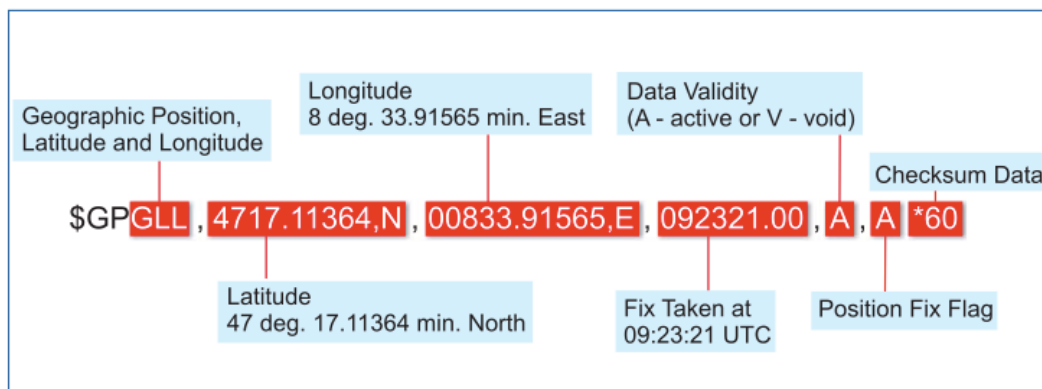 Geographic Position,
Latitude and Longitude
Longitude
8 deg. 33.91565 min. East
Data Validity
(A - active or V - void)
Checksum Data
$GPGLL,4717.11364,N,00833.91565,E,092321.00,A,A*60
Latitude
47 deg. 17.11364 min. North
Fix Taken at
09:23:21 UTC
Position Fix Flag